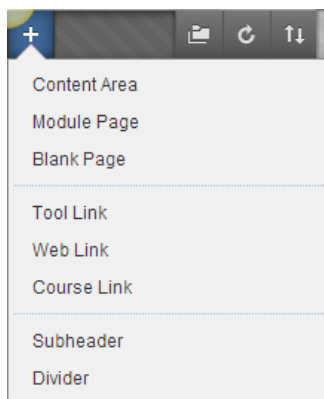 Content Area
Module Page
Blank Page
Tool Link
Web Link
Course Link
Subheader
Divider